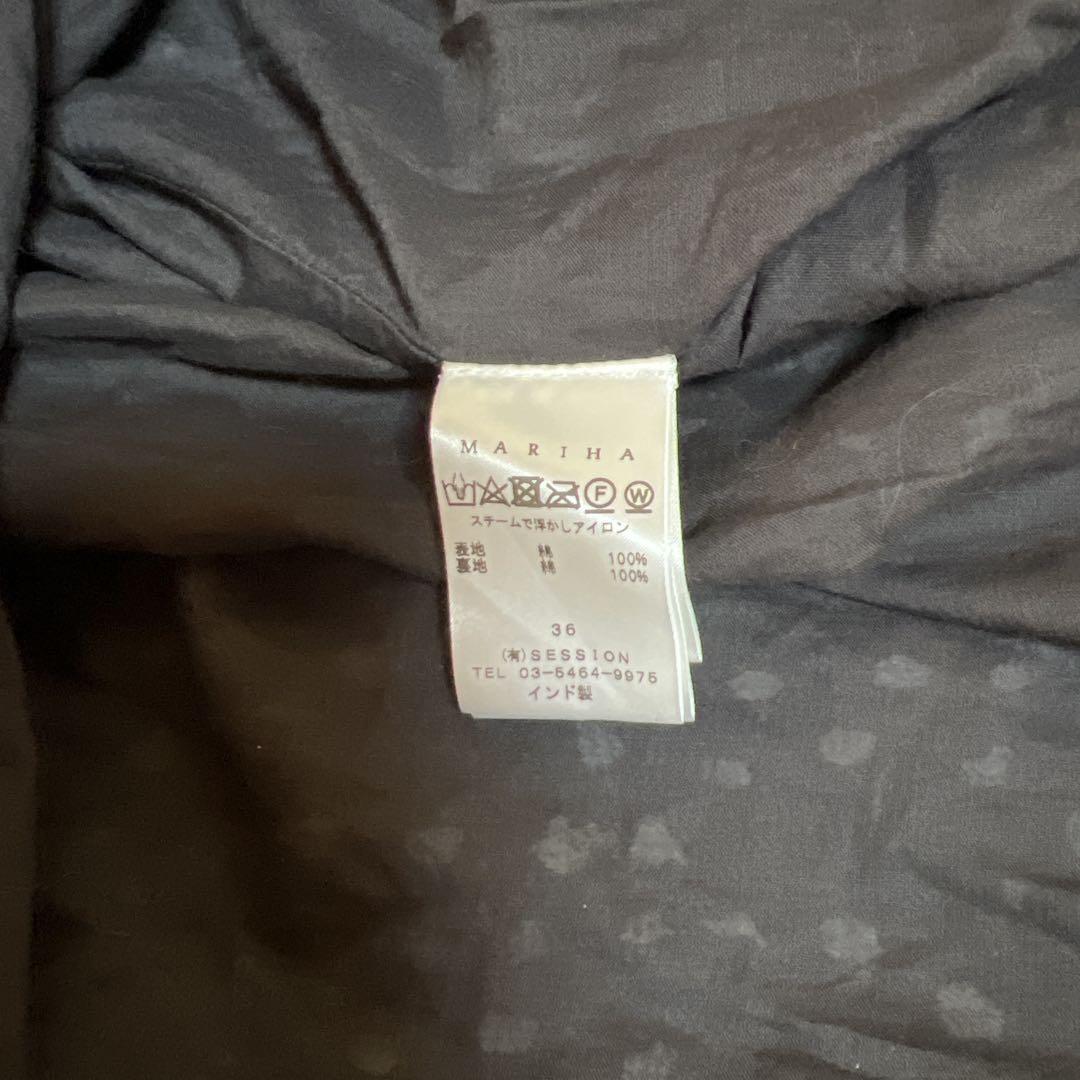 MARIHA
F W
スチームで浮かしアイロン
表地 綿 100%
裏地 綿 100%
36
(有)SESSION
TEL 03-5464-9975
インド製